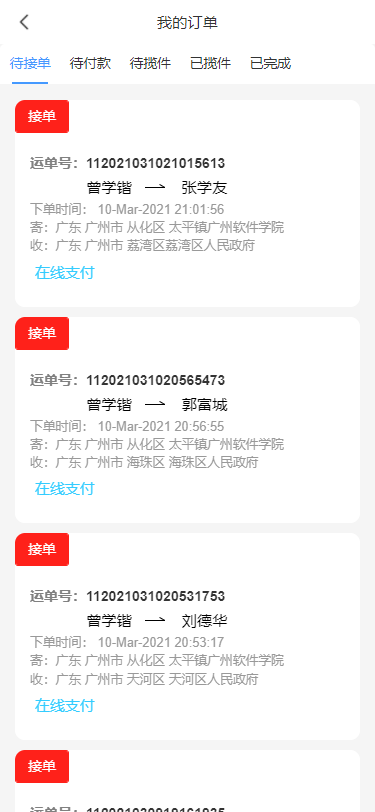 我的订单
待接单 待付款 待揽件 已揽件 已完成
接单
运单号：112021031021015613
曾学锴 → 张学友
下单时间： 10-Mar-2021 21:01:56
寄：广东 广州市 从化区 太平镇广州软件学院
收：广东 广州市 荔湾区荔湾区人民政府
在线支付
接单
运单号：112021031020565473
曾学锴 → 郭富城
下单时间： 10-Mar-2021 20:56:55
寄：广东 广州市 从化区 太平镇广州软件学院
收：广东 广州市 海珠区 海珠区人民政府
在线支付
接单
运单号：112021031020531753
曾学锴 → 刘德华
下单时间： 10-Mar-2021 20:53:17
寄：广东 广州市 从化区 太平镇广州软件学院
收：广东 广州市 天河区 天河区人民政府
在线支付
接单